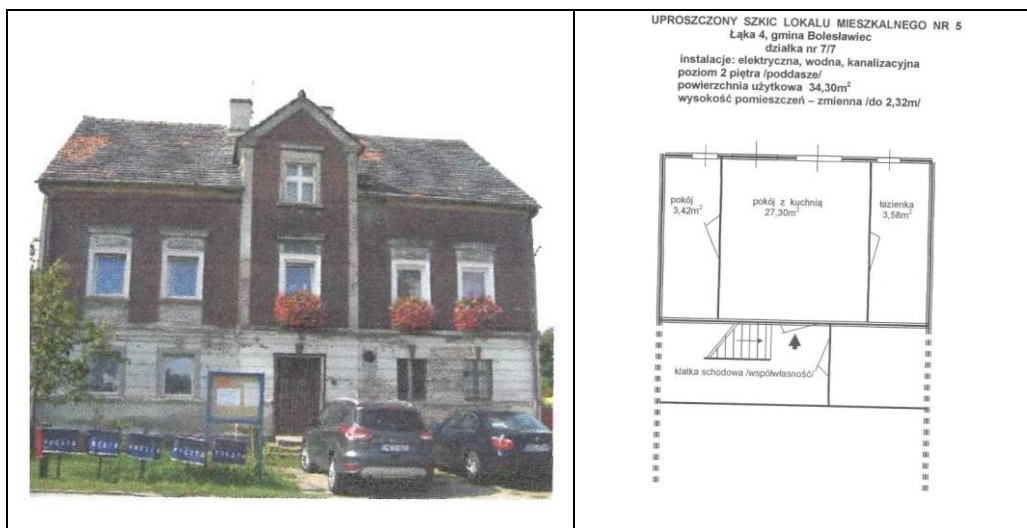 UPROSZCZONY SZKIC LOKALU MIESZKALNEGO NR 5
Łąka 4, gmina Bolesławiec
działka nr 7/7
instalacje: elektryczna, wodna, kanalizacyjna
poziom 2 piętra /poddasze/
powierzchnia użytkowa 34,30m²
wysokość pomieszczeń – zmienna /do 2,32m/
pokój
3,42m²
pokój z kuchnią
27,30m²
łazienka
3,58m²
klatka schodowa /współwłasność/